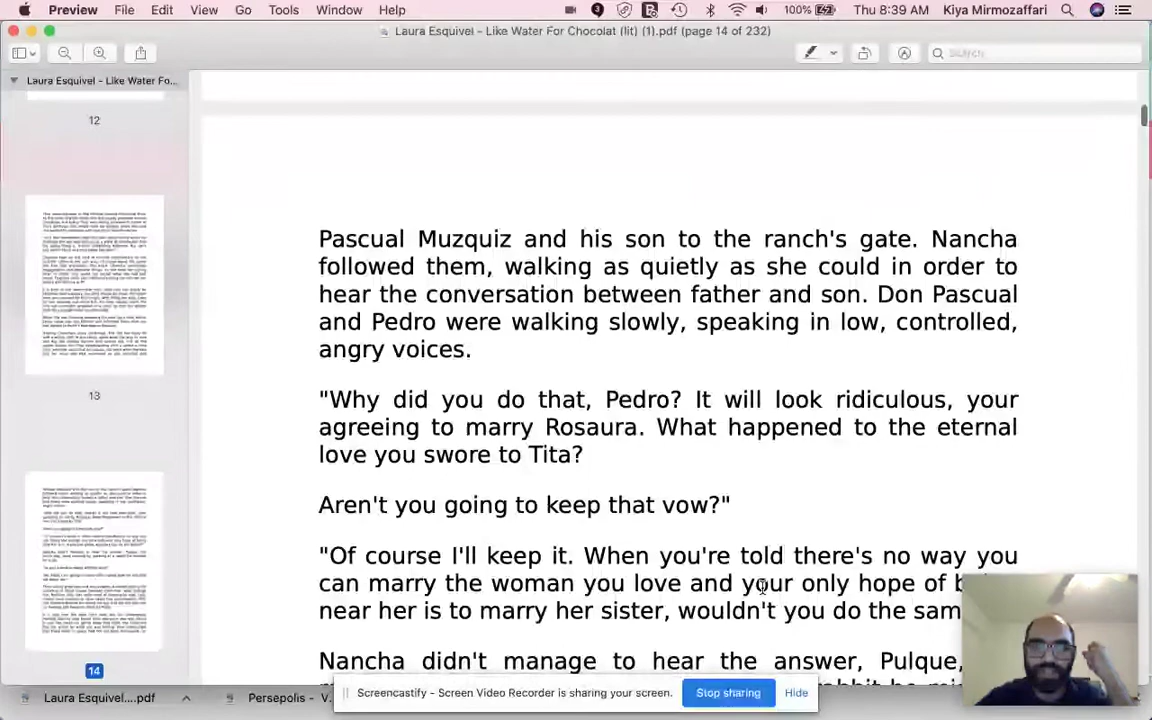 Preview File Edit View Go Tools Window Help 3 100% Thu 8:39 AM Kiya Mirmozaffari
Laura Esquivel - Like Water For Chocolat (lit) (1).pdf (page 14 of 232)
Search
Laura Esquivel - Like Water Fo...
12
13
14
Pascual Muzquiz and his son to the ranch's gate. Nancha
followed them, walking as quietly as she could in order to
hear the conversation between father and son. Don Pascual
and Pedro were walking slowly, speaking in low, controlled,
angry voices.
"Why did you do that, Pedro? It will look ridiculous, your
agreeing to marry Rosaura. What happened to the eternal
love you swore to Tita?
Aren't you going to keep that vow?"
"Of course I'll keep it. When you're told there's no way you
can marry the woman you love and your only hope of
near her is to marry her sister, wouldn't you do the
Nancha didn't manage to hear the answer, Pulque,
Laura Esquivel....pdf
Persepolis - V.
Screencastify - Screen Video Recorder is sharing your screen.
Stop sharing
Hide